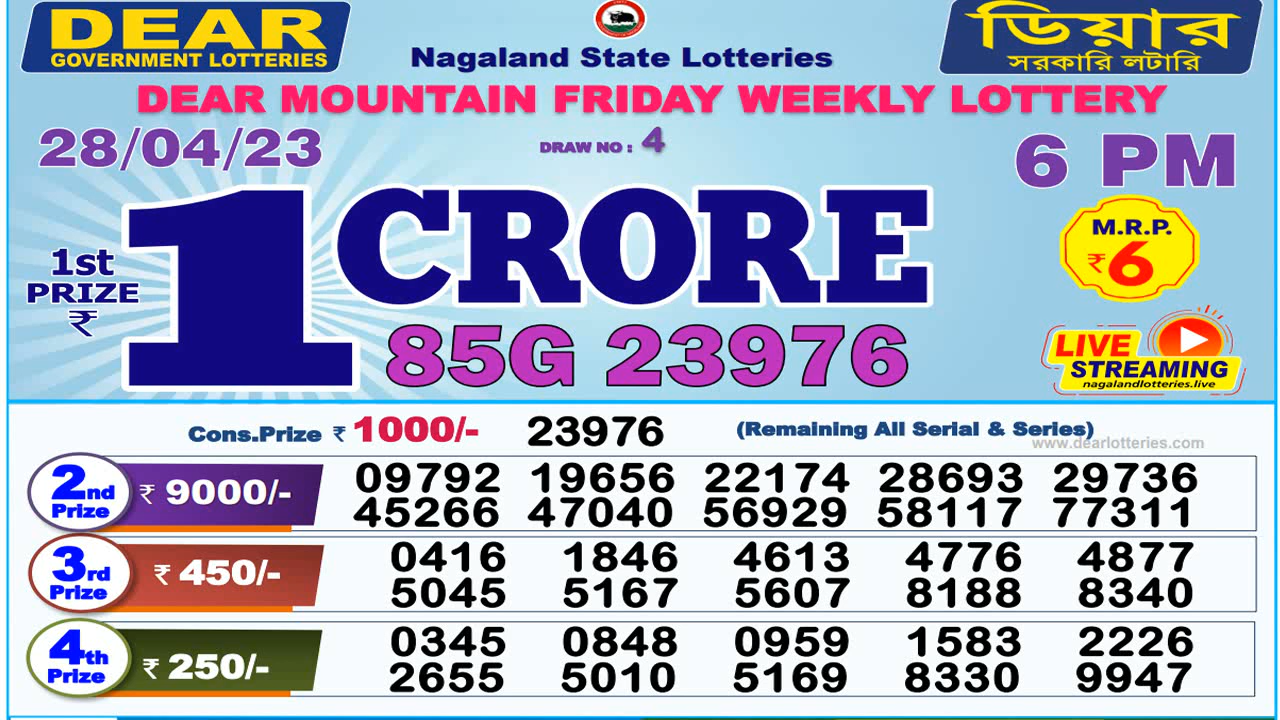 DEAR
GOVERNMENT LOTTERIES
Nagaland State Lotteries
ডিয়ার
সরকারি লটারি
DEAR MOUNTAIN FRIDAY WEEKLY LOTTERY
28/04/23
DRAW NO : 4
6 PM
1st
PRIZE
₹
1 CRORE
M.R.P.
₹6
85G 23976
LIVE
STREAMING
nagalandlotteries.live
Cons.Prize ₹ 1000/- 23976 (Remaining All Serial & Series)
www.dearlotteries.com
2nd Prize ₹ 9000/-
09792 19656 22174 28693 29736
45266 47040 56929 58117 77311
3rd Prize ₹ 450/-
0416 1846 4613 4776 4877
5045 5167 5607 8188 8340
4th Prize ₹ 250/-
0345 0848 0959 1583 2226
2655 5010 5169 8330 9947